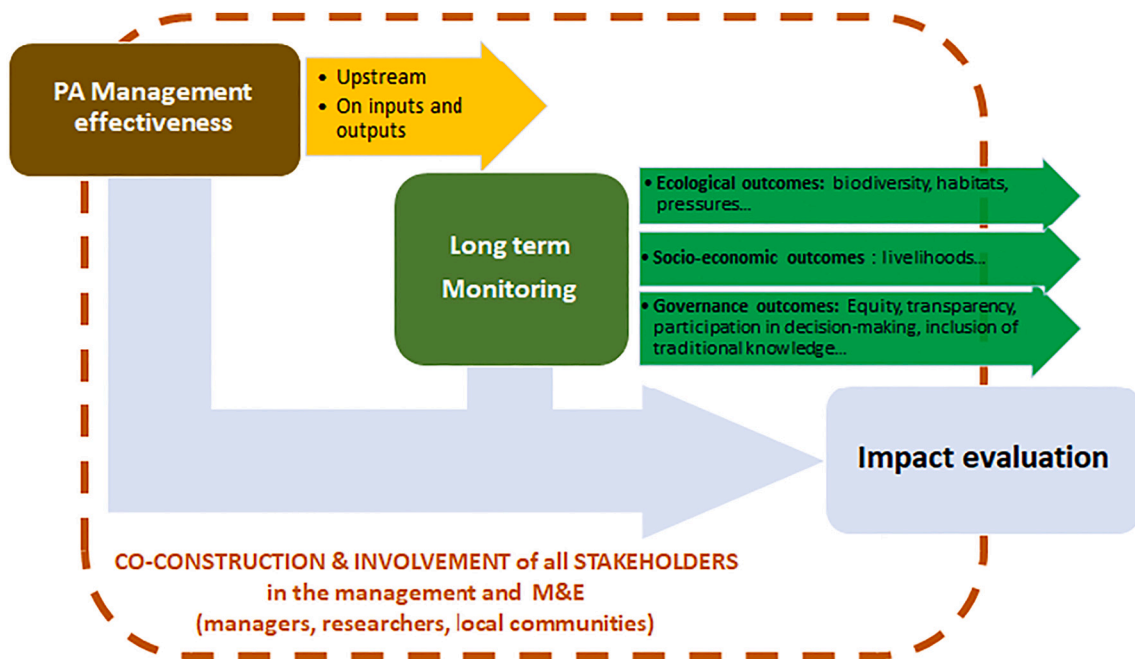 PA Management
effectiveness
• Upstream
• On inputs and
outputs
Long term
Monitoring
• Ecological outcomes: biodiversity, habitats,
pressures...
• Socio-economic outcomes : livelihoods...
• Governance outcomes: Equity, transparency,
participation in decision-making, inclusion of
traditional knowledge...
Impact evaluation
CO-CONSTRUCTION & INVOLVEMENT of all STAKEHOLDERS
in the management and M&E
(managers, researchers, local communities)